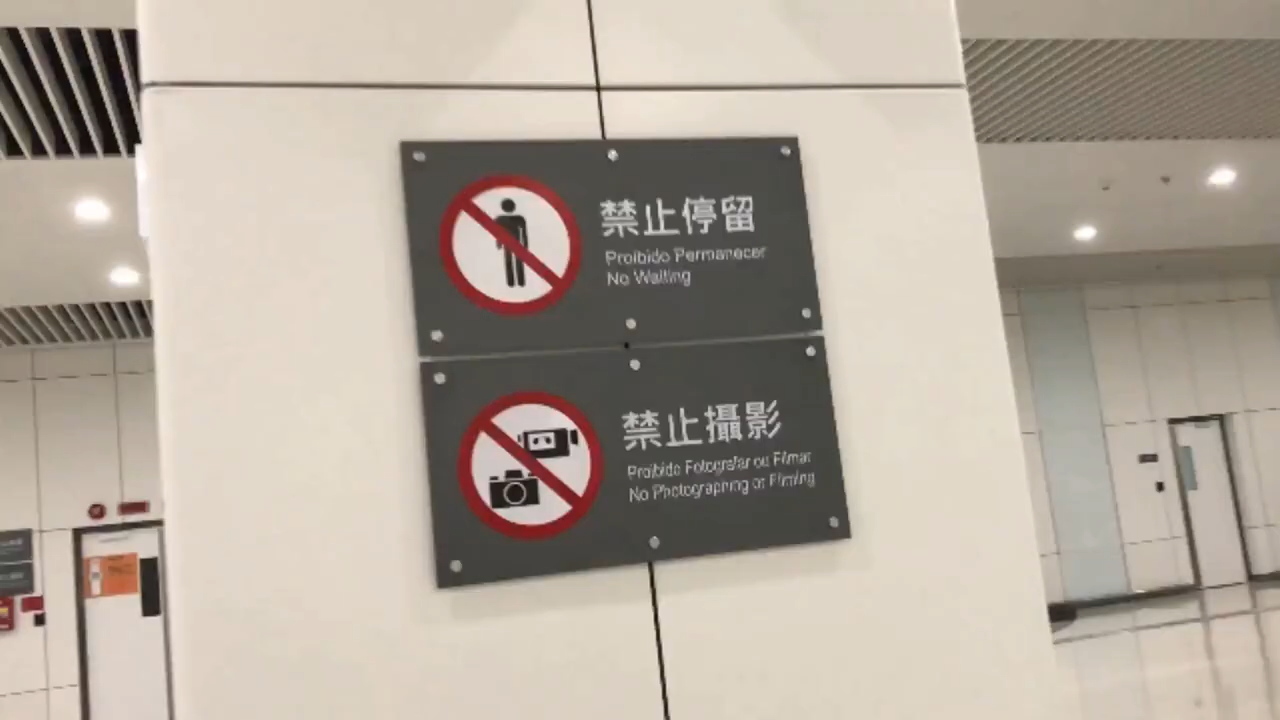 禁止停留
Proibido Permanecer
No Waiting
禁止攝影
Proibido Fotografar ou Filmar
No Photographing or Filming